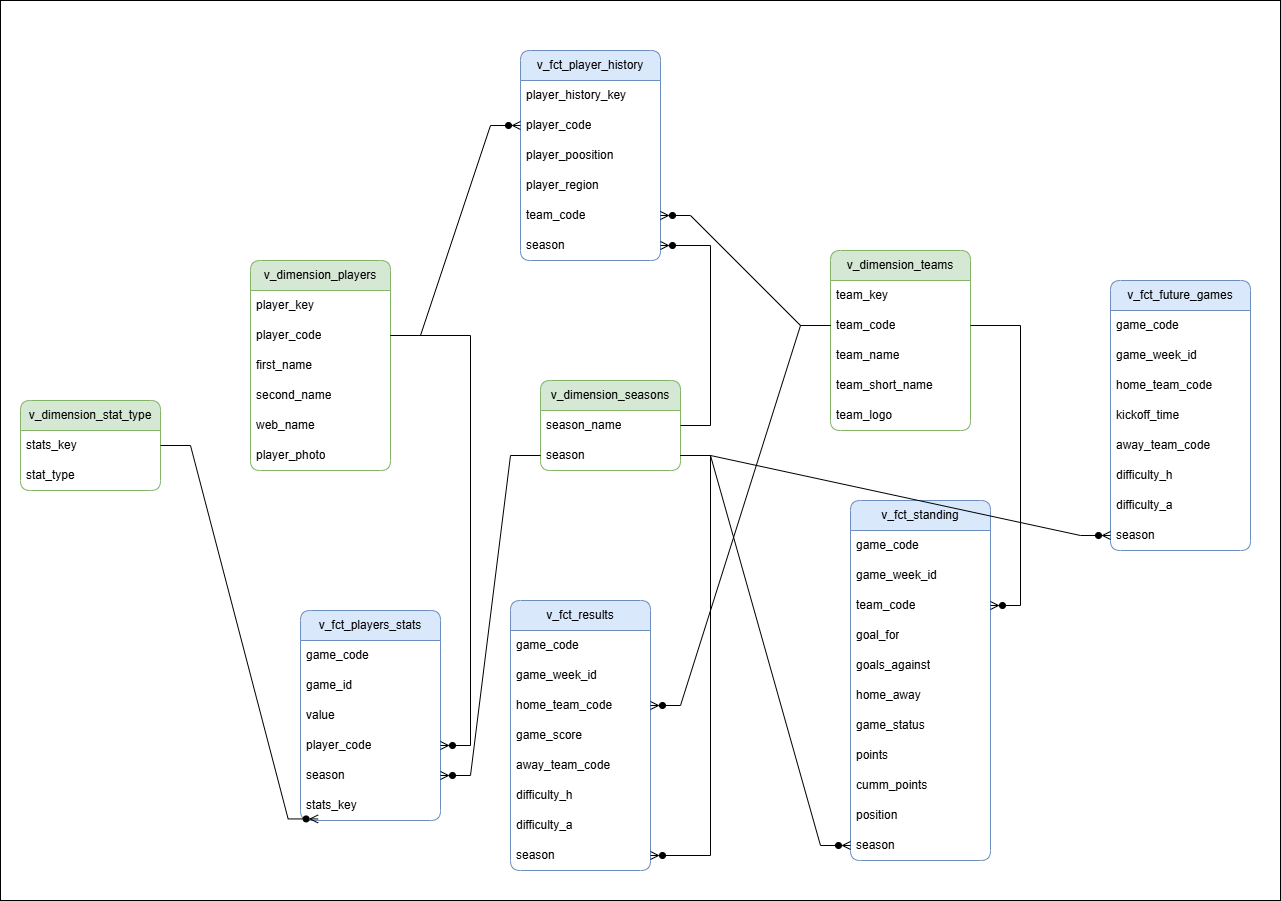 v_fct_player_history
player_history_key
player_code
player_poosition
player_region
team_code
season
v_dimension_players
player_key
player_code
first_name
second_name
web_name
player_photo
v_dimension_teams
team_key
team_code
team_name
team_short_name
team_logo
v_fct_future_games
game_code
game_week_id
home_team_code
kickoff_time
away_team_code
difficulty_h
difficulty_a
season
v_dimension_stat_type
stats_key
stat_type
v_dimension_seasons
season_name
season
v_fct_standing
game_code
game_week_id
team_code
goal_for
goals_against
home_away
game_status
points
cumm_points
position
season
v_fct_players_stats
game_code
game_id
value
player_code
season
stats_key
v_fct_results
game_code
game_week_id
home_team_code
game_score
away_team_code
difficulty_h
difficulty_a
season